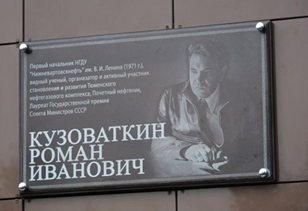 Первый начальник НГДУ
"Нижневартовскнефть" им. В. И. Ленина (1971 г.),
видный учёный, организатор и активный участник
становления и развития Тюменского
нефтегазового комплекса, Почетный нефтяник,
Лауреат Государственной премии
Совета Министров СССР
КУЗОВАТКИН
РОМАН
ИВАНОВИЧ